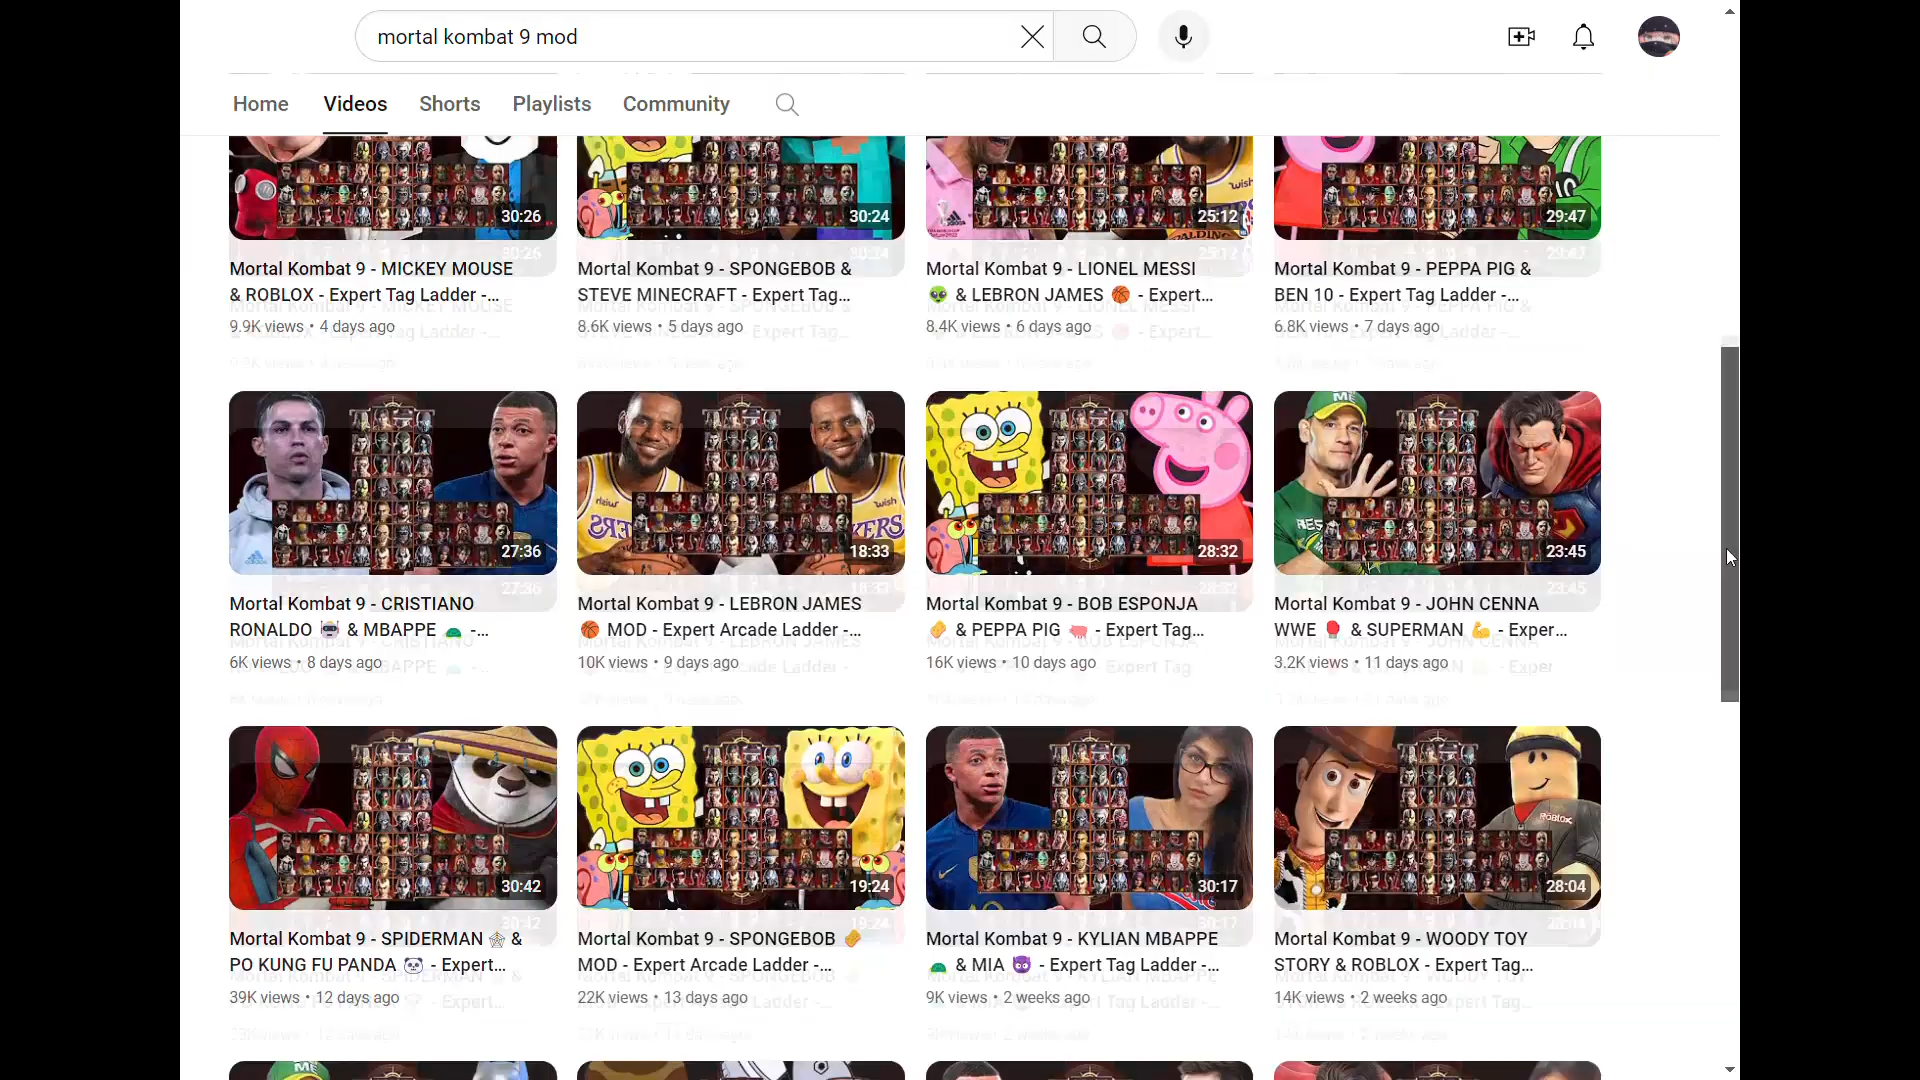 mortal kombat 9 mod
Home Videos Shorts Playlists Community
30:26
30:24
25:12
29:47
Mortal Kombat 9 - MICKEY MOUSE
& ROBLOX - Expert Tag Ladder -...
9.9K views • 4 days ago
Mortal Kombat 9 - SPONGEBOB &
STEVE MINECRAFT - Expert Tag...
8.6K views • 5 days ago
Mortal Kombat 9 - LIONEL MESSI
👽 & LEBRON JAMES 🏀 - Expert...
8.4K views • 6 days ago
Mortal Kombat 9 - PEPPA PIG &
BEN 10 - Expert Tag Ladder -...
6.8K views • 7 days ago
27:36
18:33
28:32
23:45
Mortal Kombat 9 - CRISTIANO
RONALDO 🤖 & MBAPPE 🐢 -...
6K views • 8 days ago
Mortal Kombat 9 - LEBRON JAMES
🏀 MOD - Expert Arcade Ladder -...
10K views • 9 days ago
Mortal Kombat 9 - BOB ESPONJA
🧽 & PEPPA PIG 🐖 - Expert Tag...
16K views • 10 days ago
Mortal Kombat 9 - JOHN CENNA
WWE 🥊 & SUPERMAN 💪 - Exper...
3.2K views • 11 days ago
30:42
19:24
30:17
28:04
Mortal Kombat 9 - SPIDERMAN 🕸 &
PO KUNG FU PANDA 🐼 - Expert...
39K views • 12 days ago
Mortal Kombat 9 - SPONGEBOB 🧽
MOD - Expert Arcade Ladder -...
22K views • 13 days ago
Mortal Kombat 9 - KYLIAN MBAPPE
🐢 & MIA 😈 - Expert Tag Ladder -...
9K views • 2 weeks ago
Mortal Kombat 9 - WOODY TOY
STORY & ROBLOX - Expert Tag...
14K views • 2 weeks ago